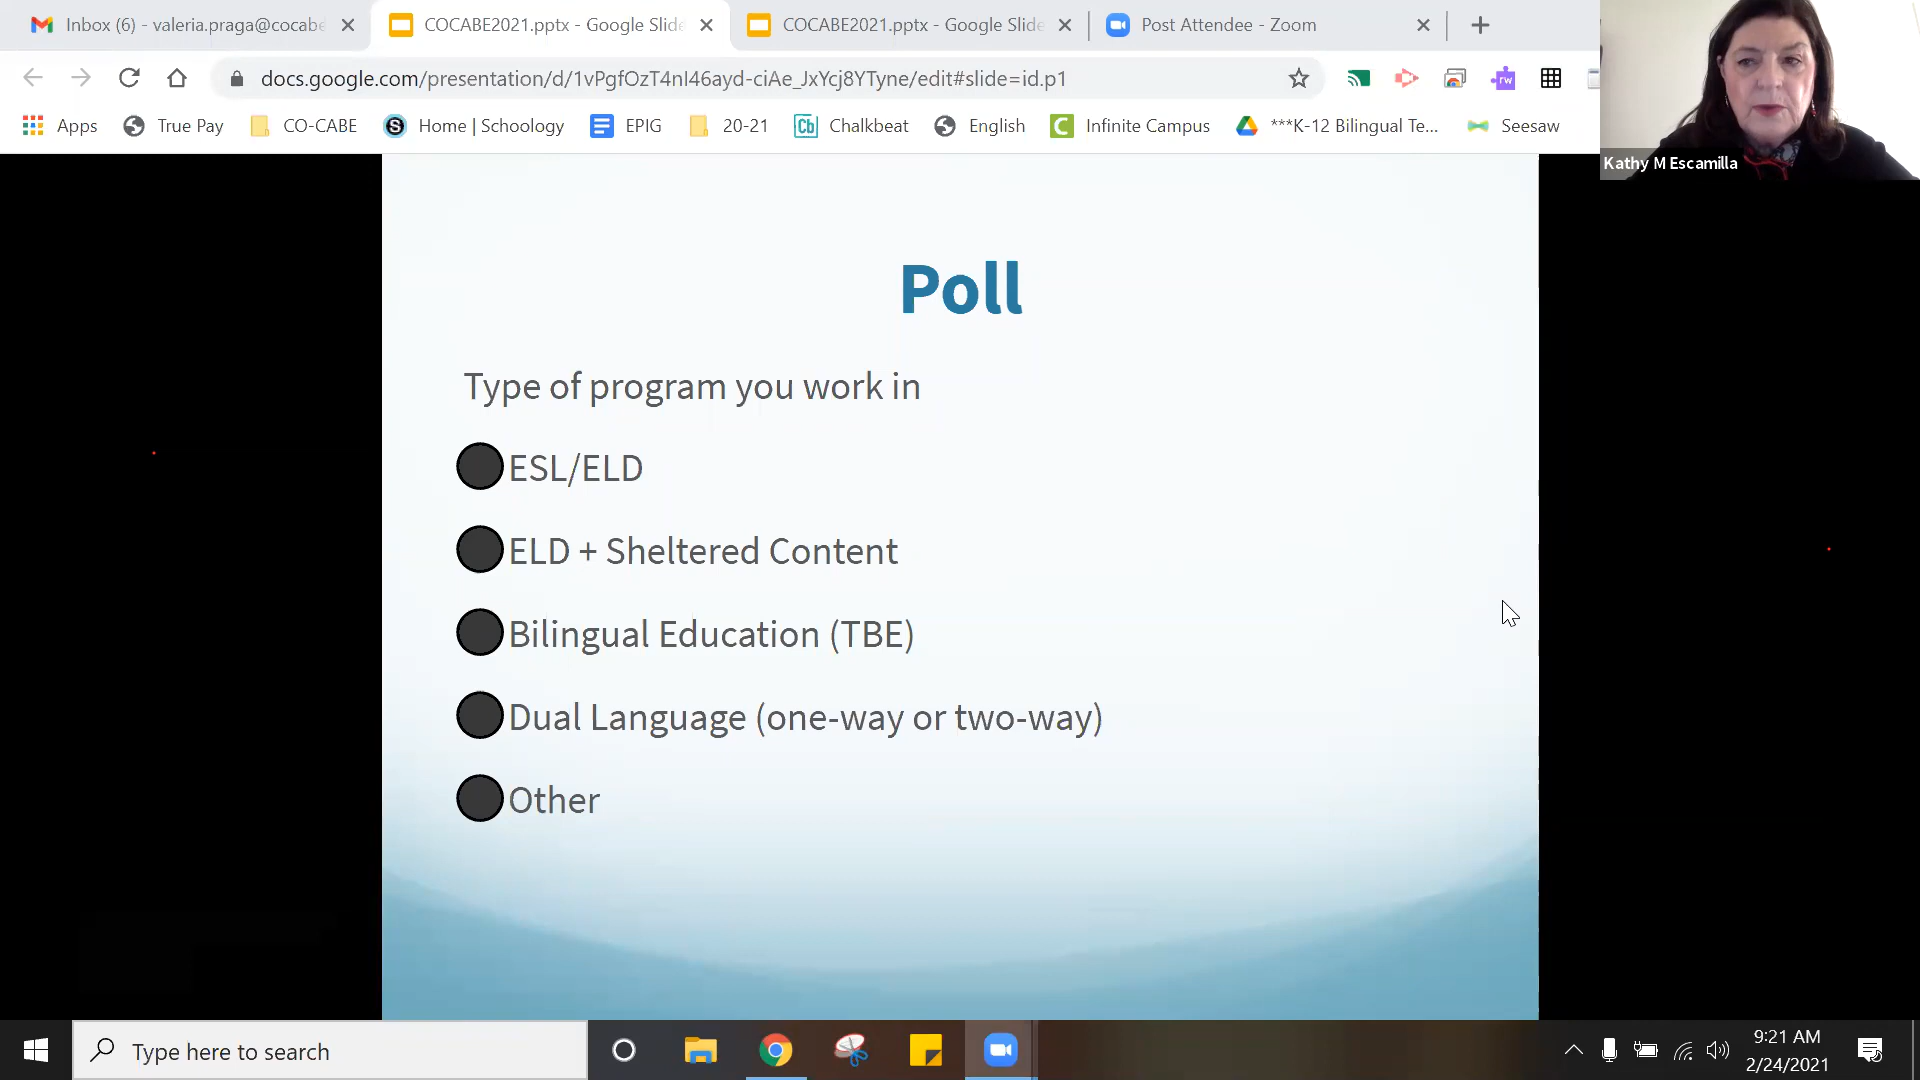 Inbox (6) - valeria.praga@cocabe
COCABE2021.pptx - Google Slide
COCABE2021.pptx - Google Slide
Post Attendee - Zoom
docs.google.com/presentation/d/1vPgfOzT4nI46ayd-ciAe_JxYcj8YTyne/edit#slide=id.p1
rw
Apps
True Pay
CO-CABE
Home | Schoology
EPIG
20-21
Cb
Chalkbeat
English
Infinite Campus
***K-12 Bilingual Te...
Seesaw
Kathy M Escamilla
Poll
Type of program you work in
ESL/ELD
ELD + Sheltered Content
Bilingual Education (TBE)
Dual Language (one-way or two-way)
Other
Type here to search
9:21 AM
2/24/2021